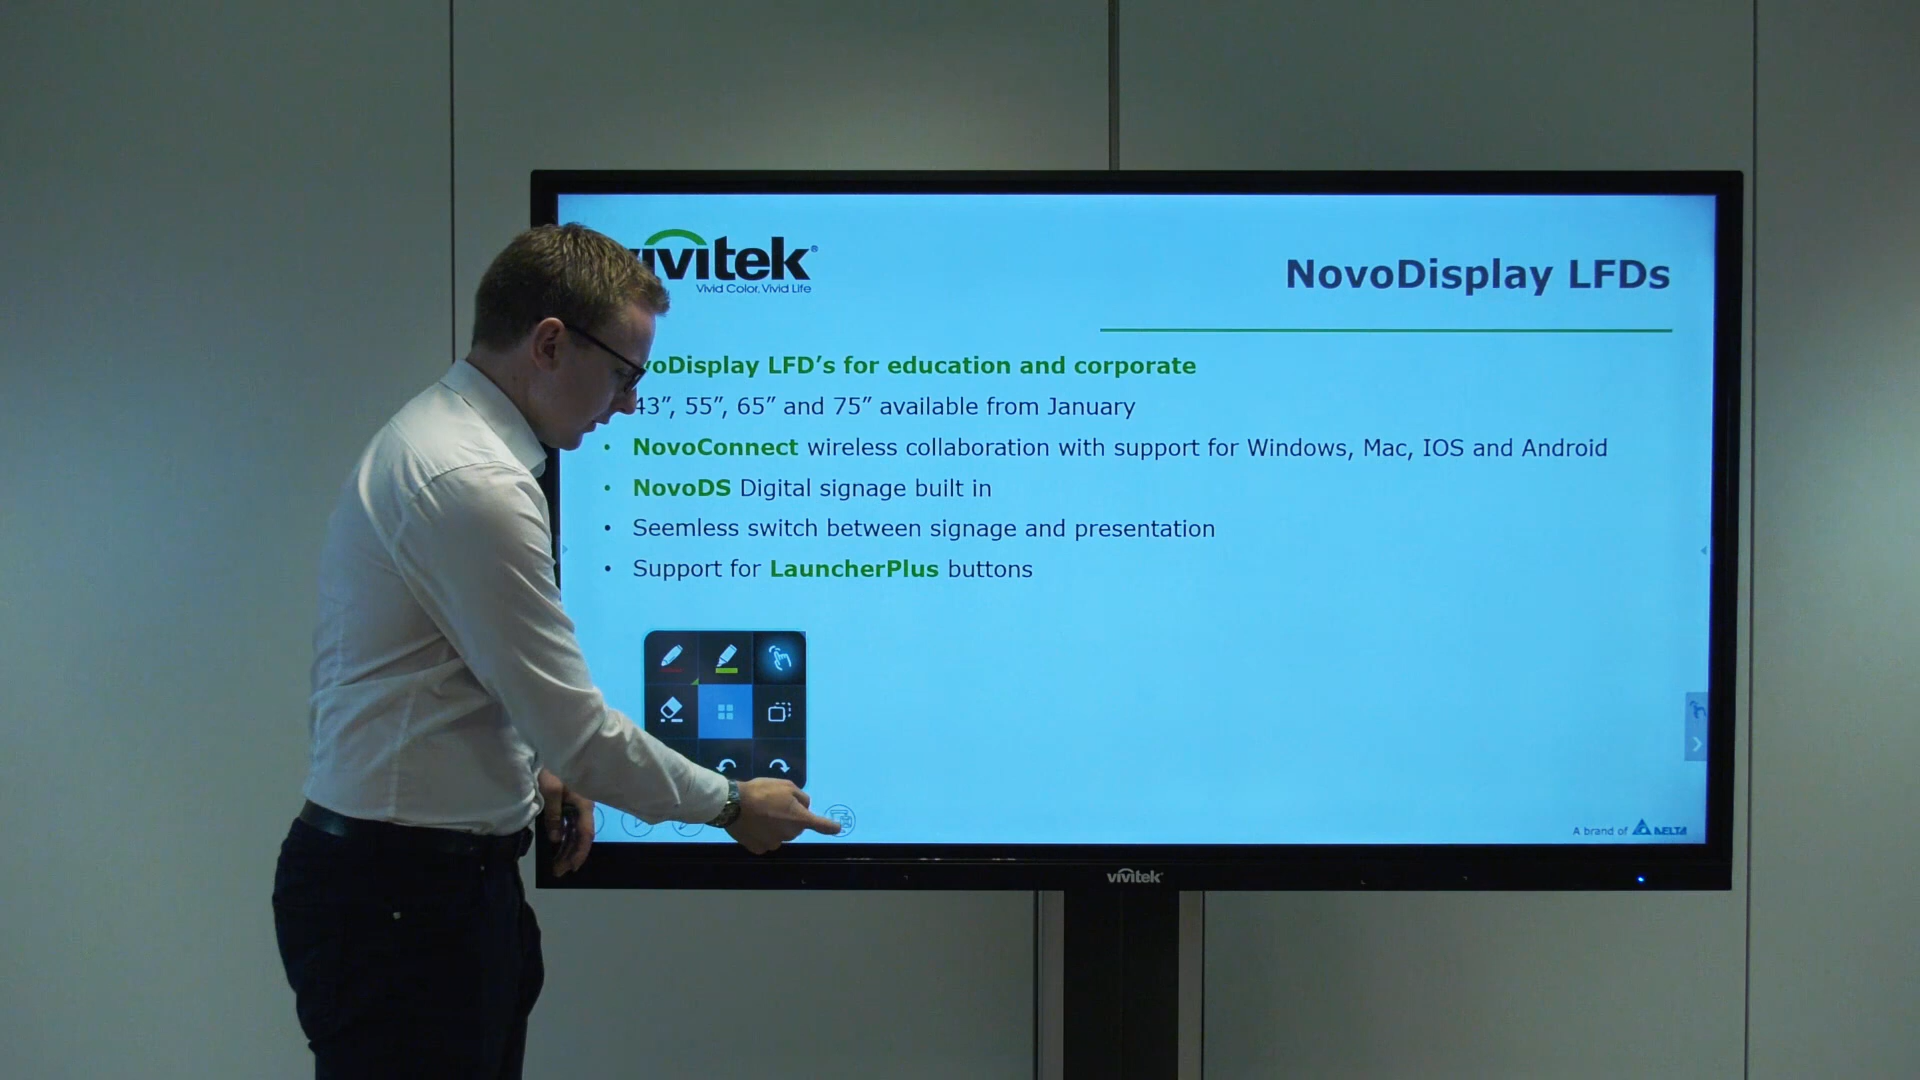 vivitek®
NovoDisplay LFDs
Vivid Color, Vivid Life
voDisplay LFD’s for education and corporate
43”, 55”, 65” and 75” available from January
• NovoConnect wireless collaboration with support for Windows, Mac, IOS and Android
• NovoDS Digital signage built in
• Seemless switch between signage and presentation
• Support for LauncherPlus buttons
A brand of DELTA
vivitek